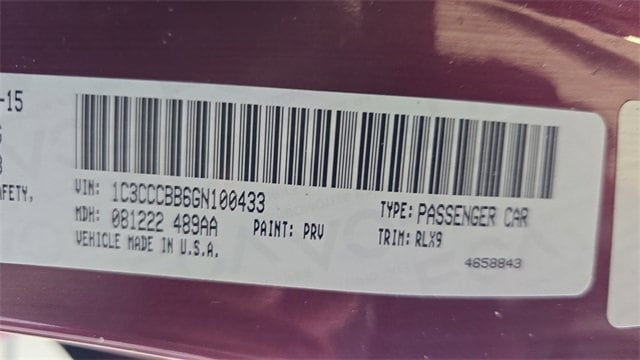 -15
AFETY,
VIN: 1C3CCCBB6GN100433
MDH: 081222 489AA
PAINT: PRV
TYPE: PASSENGER CAR
VEHICLE MADE IN U.S.A.
TRIM: RLX9
4658843